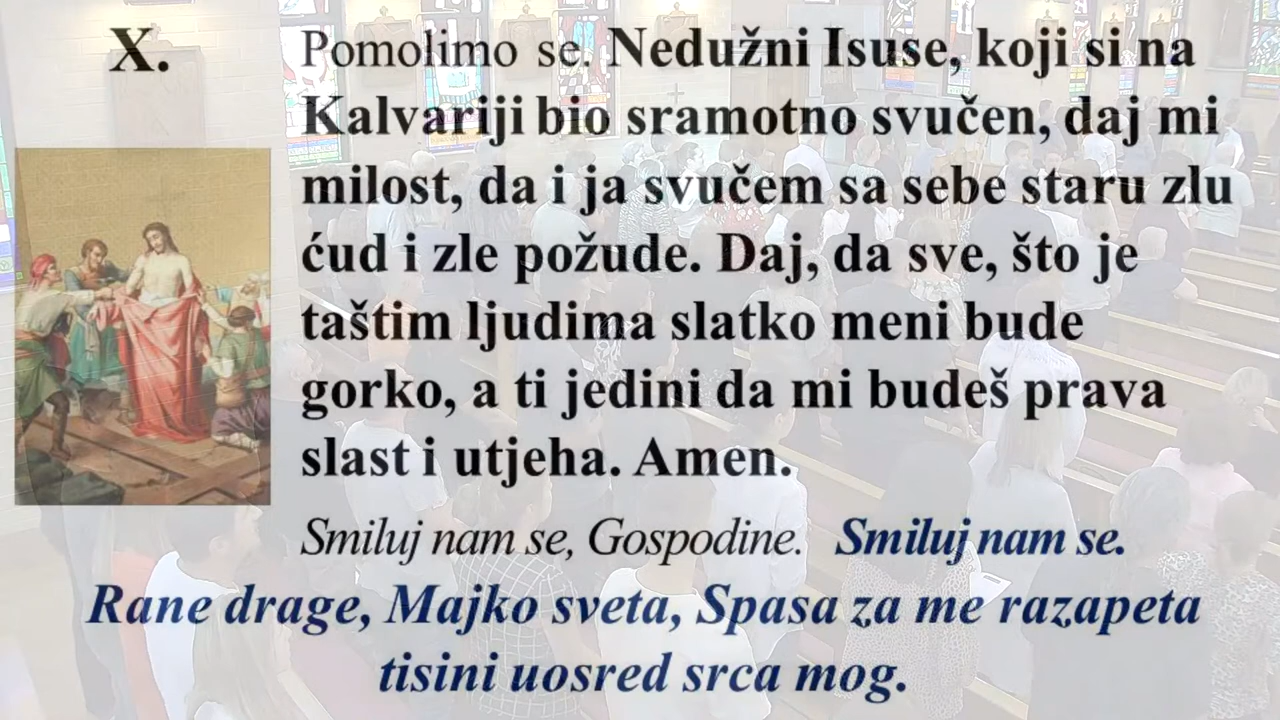 X.
Pomolimo se. Nedužni Isuse, koji si na
Kalvariji bio sramotno svučen, daj mi
milost, da i ja svučem sa sebe staru zlu
ćud i zle požude. Daj, da sve, što je
taštim ljudima slatko meni bude
gorko, a ti jedini da mi budeš prava
slast i utjeha. Amen.
Smiluj nam se, Gospodine. Smiluj nam se.
Rane drage, Majko sveta, Spasa za me razapeta
tisini uosred srca mog.